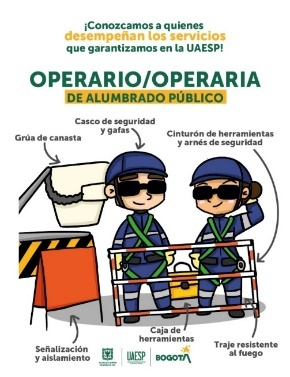 ¡Conozcamos a quienes
desempeñan los servicios
que garantizamos en la UAESP!
OPERARIO/OPERARIA
DE ALUMBRADO PÚBLICO
Casco de seguridad
y gafas
Grúa de canasta
Cinturón de herramientas
y arnés de seguridad
Señalización
y aislamiento
Caja de
herramientas
Traje resistente
al fuego
UAESP
BOGOTÁ